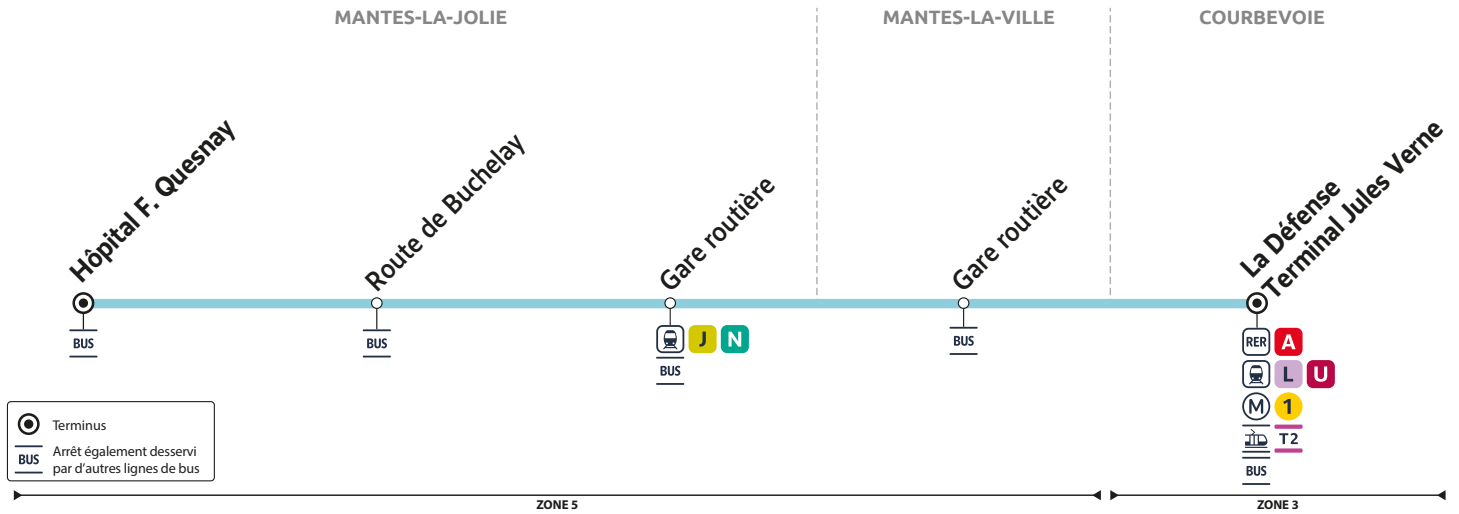 MANTES-LA-JOLIE
MANTES-LA-VILLE
COURBEVOIE
Hôpital F. Quesnay
Route de Buchelay
Gare routière
Gare routière
La Défense
Terminal Jules Verne
BUS
BUS
J N
BUS
BUS
RER A
L U
M 1
T2
BUS
Terminus
BUS
Arrêt également desservi
par d'autres lignes de bus
ZONE 5
ZONE 3